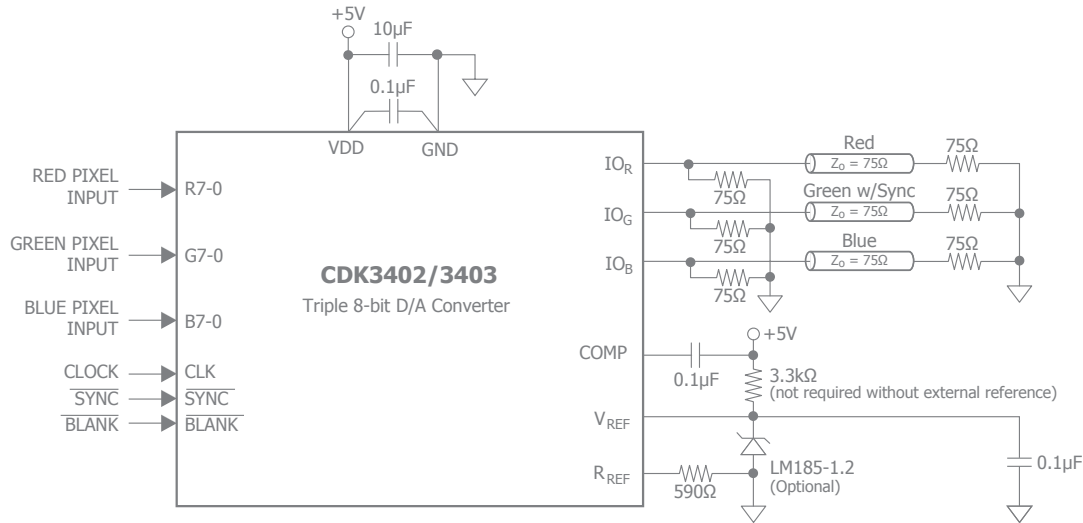 +5V
10µF
0.1µF
VDD
GND
RED PIXEL
INPUT
R7-0
GREEN PIXEL
INPUT
G7-0
BLUE PIXEL
INPUT
B7-0
CLOCK
CLK
SYNC
SYNC
BLANK
BLANK
CDK3402/3403
Triple 8-bit D/A Converter
IOR
75Ω
Red
Zo = 75Ω
75Ω
IOG
75Ω
Green w/Sync
Zo = 75Ω
75Ω
IOB
75Ω
Blue
Zo = 75Ω
75Ω
+5V
COMP
0.1µF
3.3kΩ
(not required without external reference)
VREF
LM185-1.2
(Optional)
0.1µF
RREF
590Ω